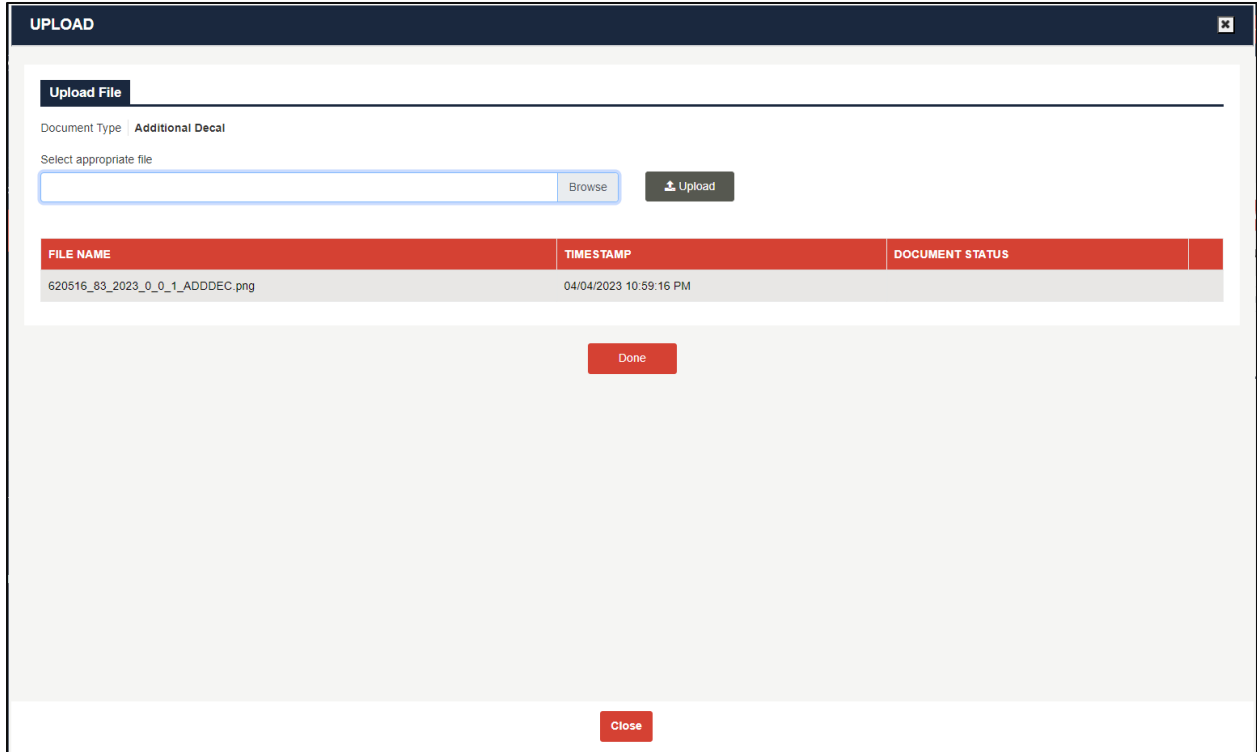 UPLOAD
Upload File
Document Type Additional Decal
Select appropriate file
Browse Upload
FILE NAME TIMESTAMP DOCUMENT STATUS
620516_83_2023_0_0_1_ADDDEC.png 04/04/2023 10:59:16 PM
Done
Close